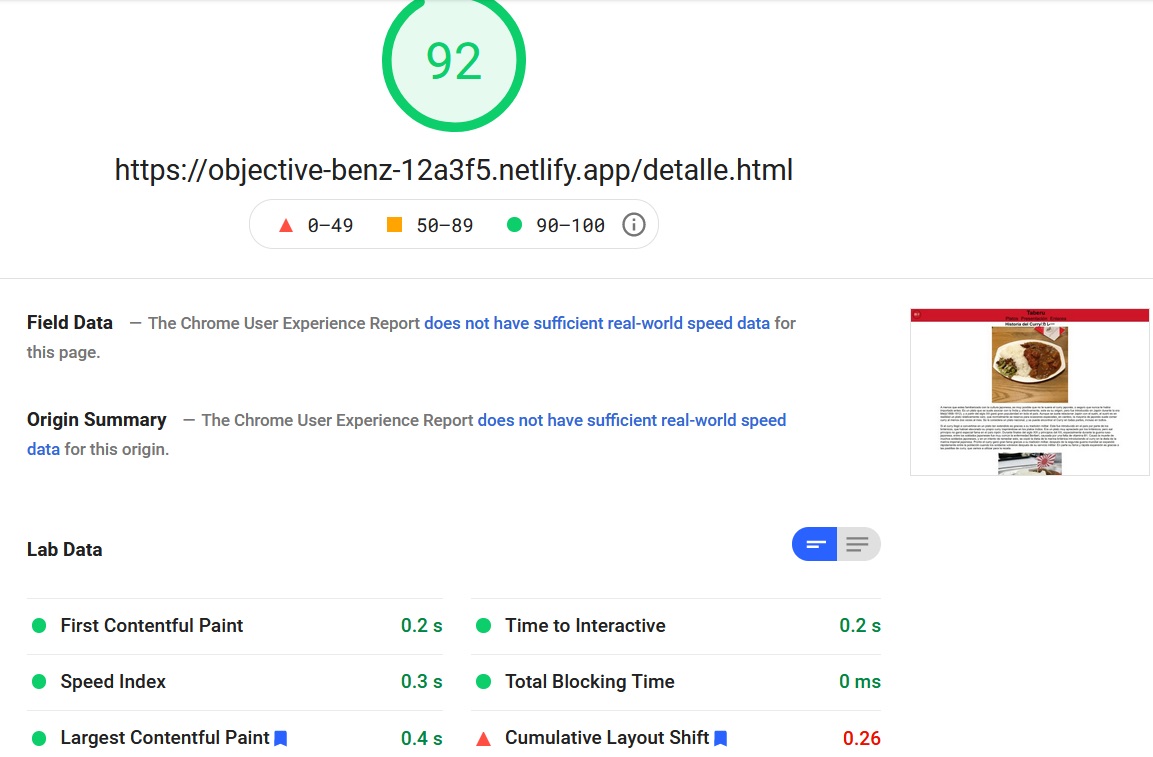 92
https://objective-benz-12a3f5.netlify.app/detalle.html
0–49 50–89 90–100
Field Data — The Chrome User Experience Report does not have sufficient real-world speed data for
this page.
Origin Summary — The Chrome User Experience Report does not have sufficient real-world speed
data for this origin.
Taberu
Platos Presentación Enlaces
Historia del Curry
Lab Data
First Contentful Paint 0.2 s
Time to Interactive 0.2 s
Speed Index 0.3 s
Total Blocking Time 0 ms
Largest Contentful Paint 0.4 s
Cumulative Layout Shift 0.26